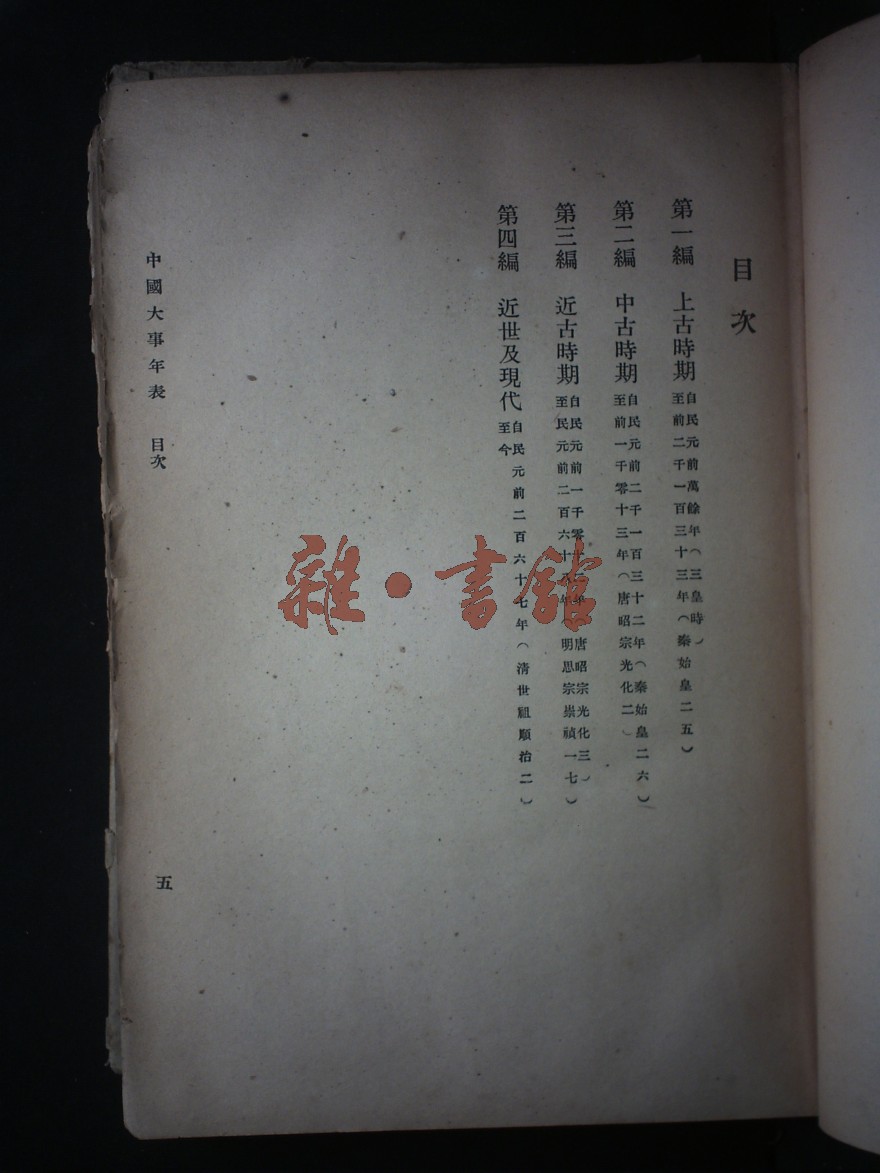 目次
第一編 上古時期
自民元前萬餘年(三皇時)
至前二千一百三十三年(秦始皇二五)
第二編 中古時期
自民元前二千一百三十二年(秦始皇二六)
至前一千零十三年(唐昭宗光化二)
第三編 近古時期
自民元前一千零年唐昭宗光化三)
至民元前二百六十年(明思宗崇禎一七)
第四編 近世及現代
自民元前二百六十七年(清世祖順治二)
至今
中國大事年表 目次
五
雜·書館